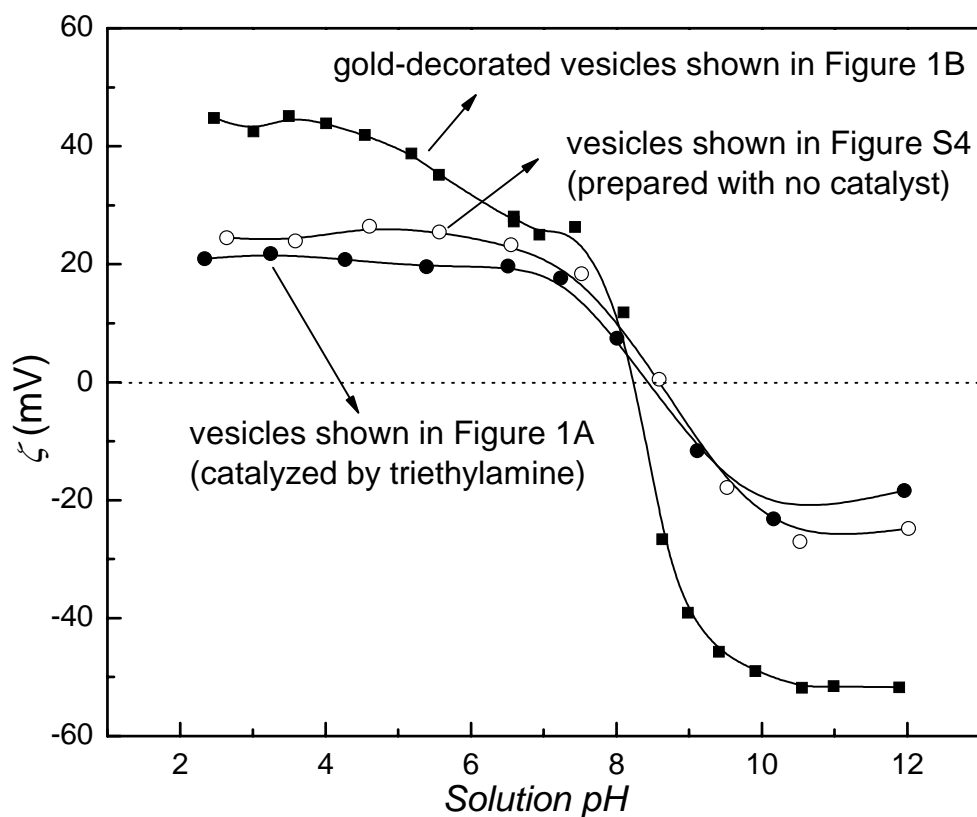 60
40
20
0
-20
-40
-60
ζ (mV)
gold-decorated vesicles shown in Figure 1B
vesicles shown in Figure S4
(prepared with no catalyst)
vesicles shown in Figure 1A
(catalyzed by triethylamine)
2 4 6 8 10 12
Solution pH